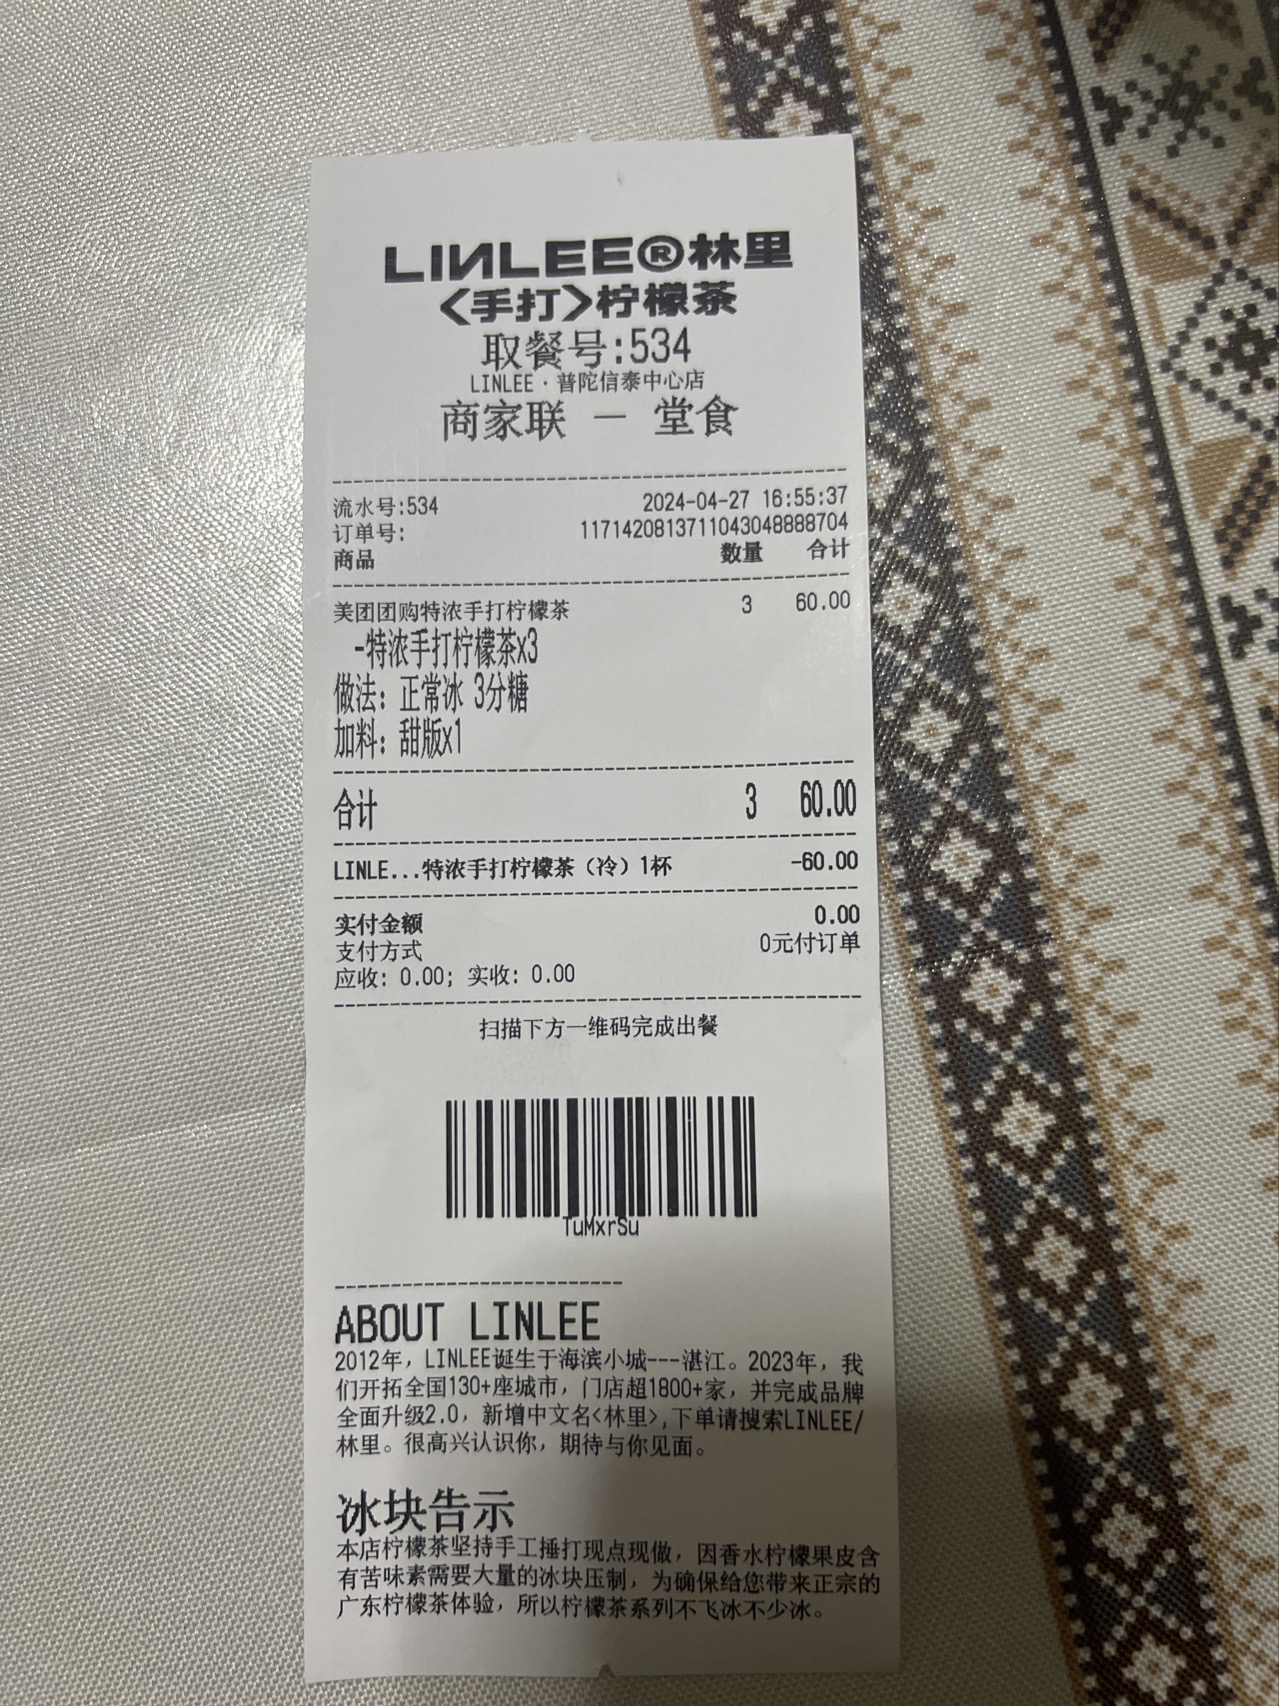 LINLEE®林里
<手打>柠檬茶
取餐号:534
LINLEE·普陀信泰中心店
商家联 — 堂食
流水号:534 2024-04-27 16:55:37
订单号: 1171420813711043048888704
商品 数量 合计
美团团购特浓手打柠檬茶 3 60.00
-特浓手打柠檬茶x3
做法: 正常冰 3分糖
加料: 甜版x1
合计 3 60.00
LINLE...特浓手打柠檬茶（冷）1杯 -60.00
实付金额 0.00
支付方式 0元付订单
应收: 0.00; 实收: 0.00
扫描下方一维码完成出餐
TuMxrSu
ABOUT LINLEE
2012年，LINLEE诞生于海滨小城---湛江。2023年，我
们开拓全国130+座城市，门店超1800+家，并完成品牌
全面升级2.0，新增中文名<林里>,下单请搜索LINLEE/
林里。很高兴认识你，期待与你见面。
冰块告示
本店柠檬茶坚持手工捶打现点现做，因香水柠檬果皮含
有苦味素需要大量的冰块压制，为确保给您带来正宗的
广东柠檬茶体验，所以柠檬茶系列不飞冰不少冰。